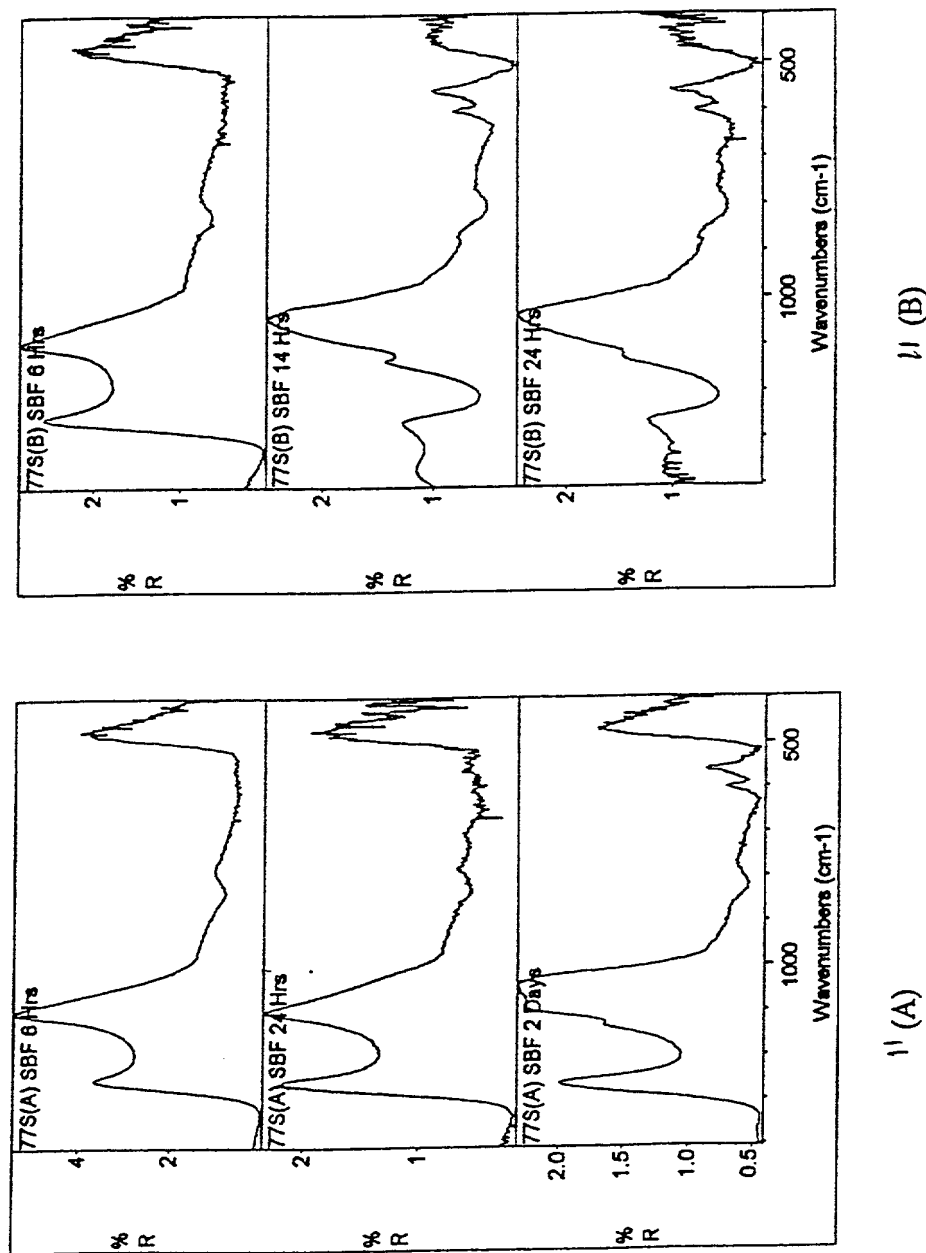 77S(B) SBF 6 Hrs
2
1
% R
77S(B) SBF 14 Hrs
2
1
% R
77S(B) SBF 24 Hrs
2
1
% R
1000
500
Wavenumbers (cm-1)
(B)
77S(A) SBF 6 Hrs
4
2
% R
77S(A) SBF 24 Hrs
2
1
% R
77S(A) SBF 2 Days
2.0
1.5
1.0
0.5
% R
1000
500
Wavenumbers (cm-1)
(A)